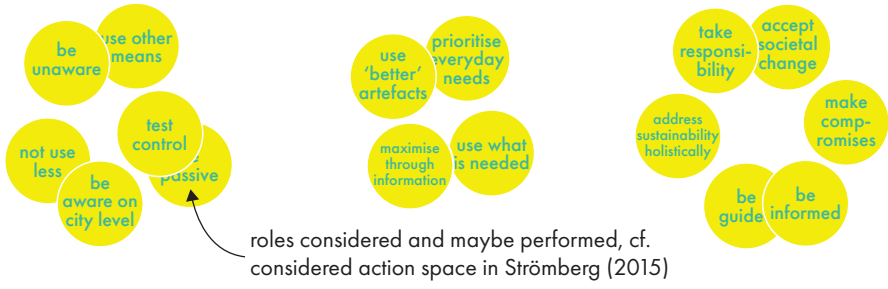 be
unaware
use other
means
test
control
passive
not use
less
be
aware on
city level
use
'better'
artefacts
prioritise
everyday
needs
maximise
through
information
use what
is needed
take
responsi-
bility
accept
societal
change
address
sustainability
holistically
make
comp-
romises
be
guide
be
informed
roles considered and maybe performed, cf.
considered action space in Strömberg (2015)